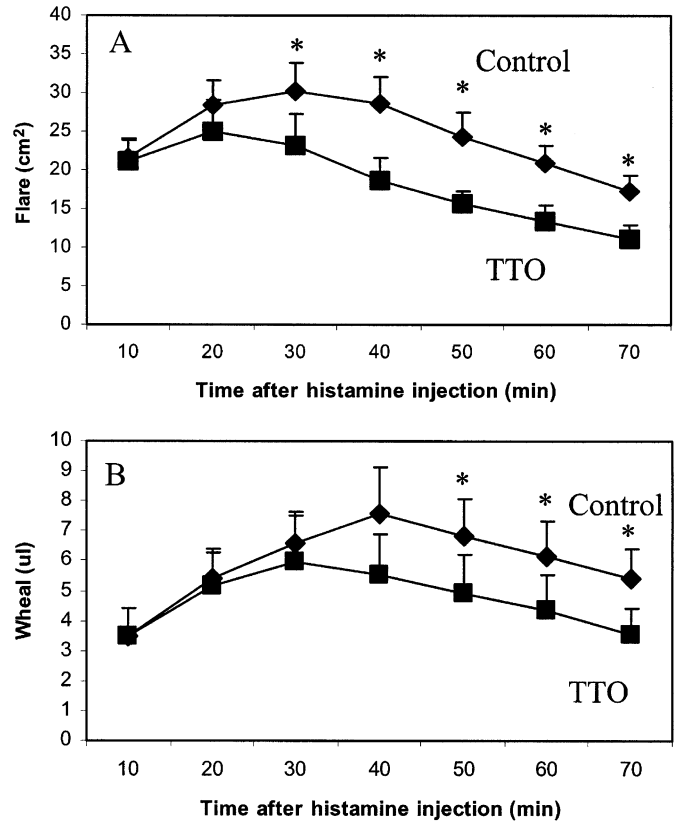 40
A
*
*
Control
35
*
30
*
25
*
20
Flare (cm²)
15
10
TTO
5
0
10 20 30 40 50 60 70
Time after histamine injection (min)
10
B
9
*
*
Control
8
*
7
6
Wheal (ul)
5
4
3
2
TTO
1
0
10 20 30 40 50 60 70
Time after histamine injection (min)